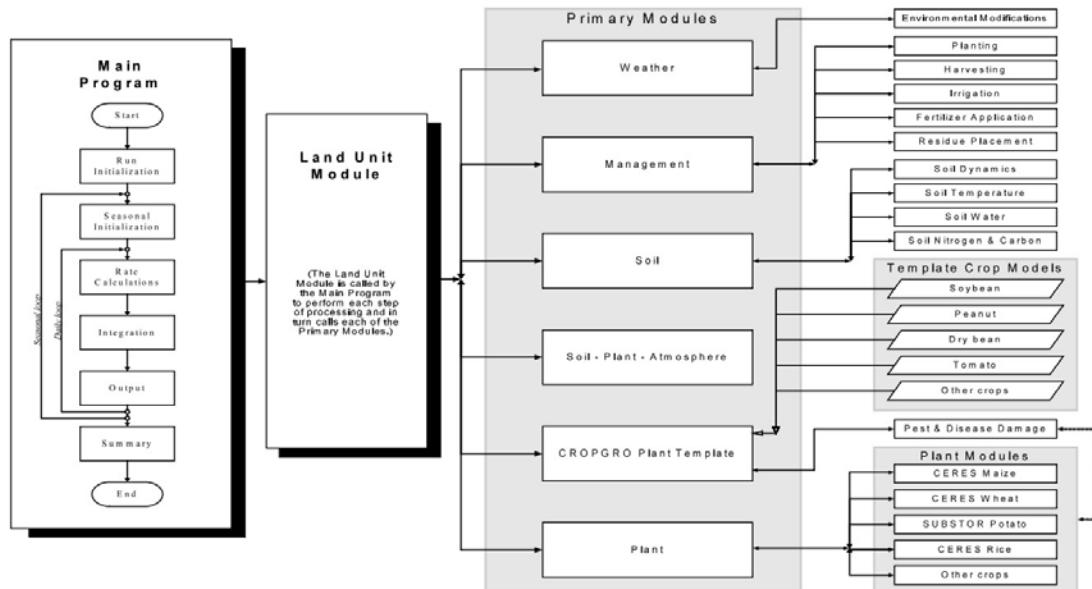 Main
Program
Start
Run
Initialization
Seasonal
Initialization
Rate
Calculations
Integration
Output
Summary
End
Seasonal loop
Daily loop
Land Unit
Module
(The Land Unit
Module is called by
the Main Program
to perform each step
of processing and in
turn calls each of the
Primary Modules.)
Primary Modules
Weather
Management
Soil
Soil - Plant - Atmosphere
CROPGRO Plant Template
Plant
Environmental Modifications
Planting
Harvesting
Irrigation
Fertilizer Application
Residue Placement
Soil Dynamics
Soil Temperature
Soil Water
Soil Nitrogen & Carbon
Template Crop Models
Soybean
Peanut
Dry bean
Tomato
Other crops
Pest & Disease Damage
Plant Modules
CERES Maize
CERES Wheat
SUBSTOR Potato
CERES Rice
Other crops